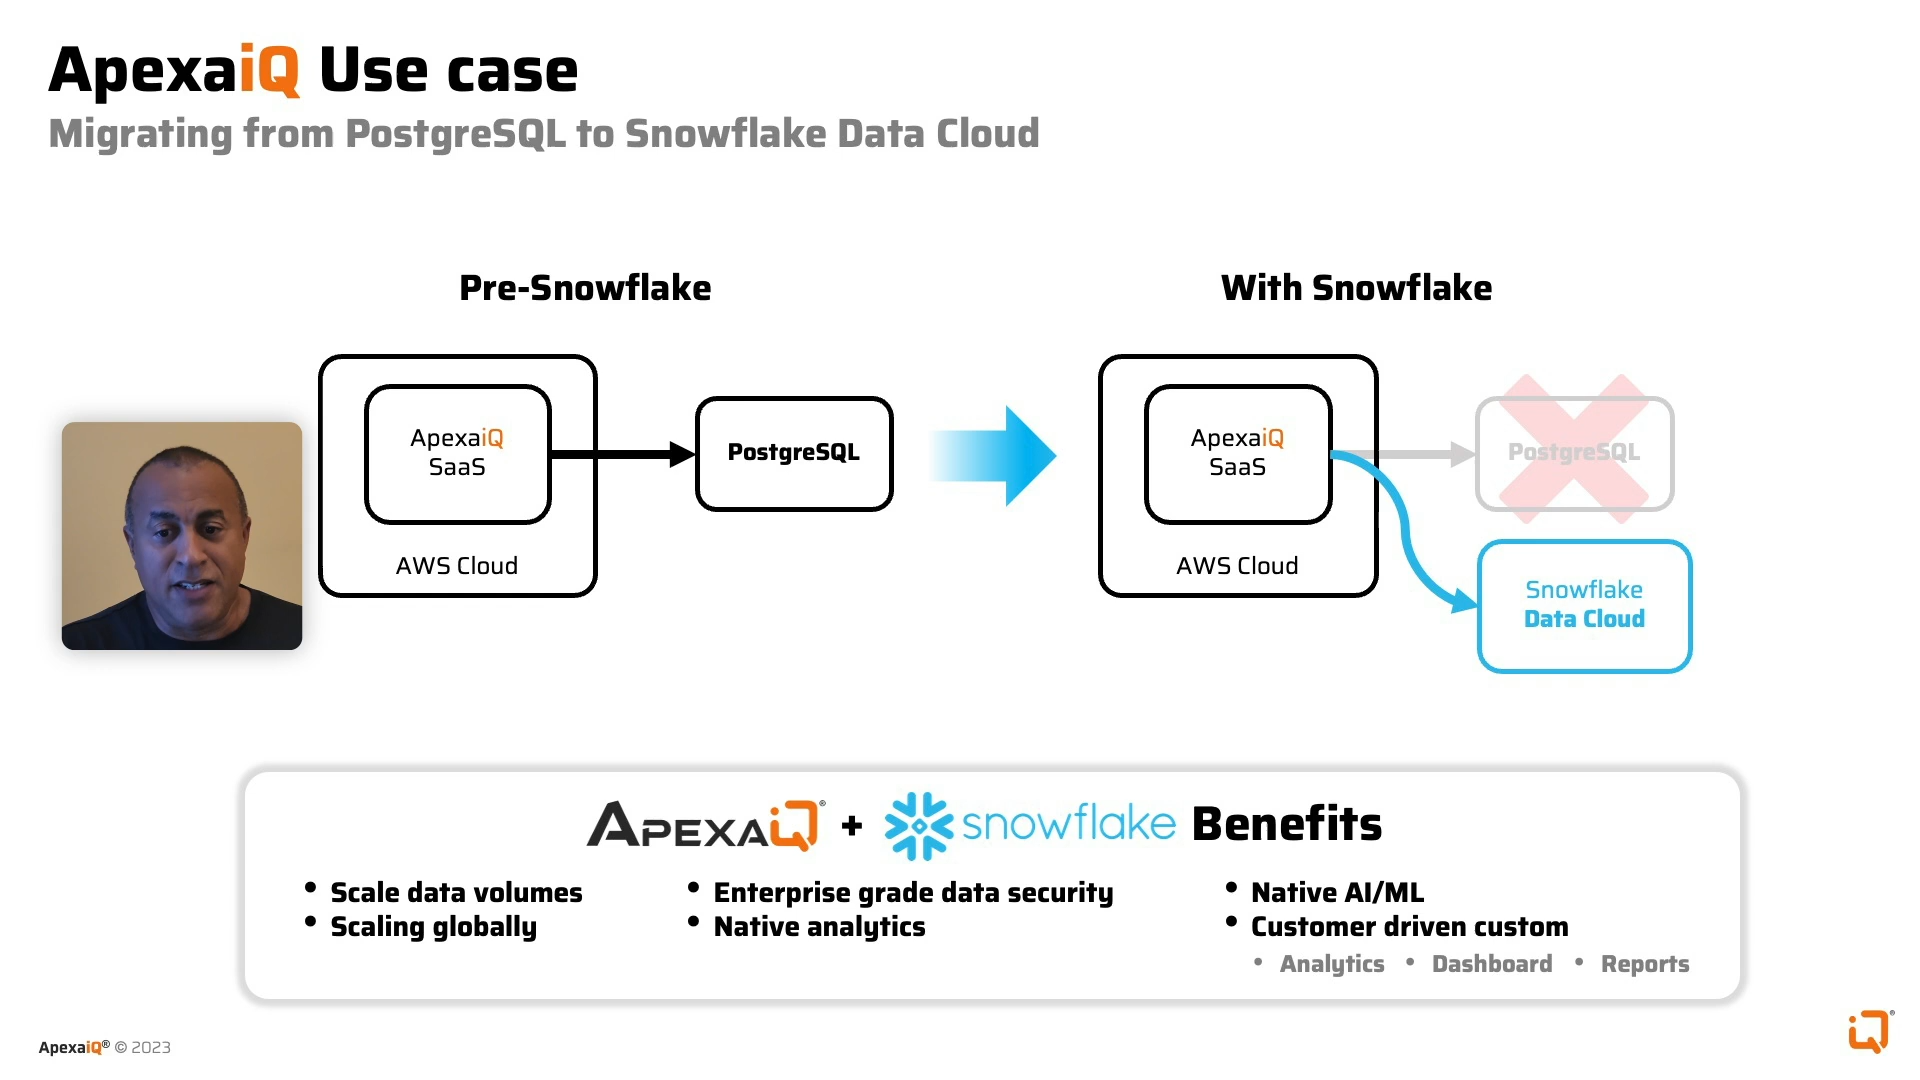 ApexaiQ Use case
Migrating from PostgreSQL to Snowflake Data Cloud
Pre-Snowflake
ApexaiQ
SaaS
AWS Cloud
PostgreSQL
With Snowflake
ApexaiQ
SaaS
AWS Cloud
PostgreSQL
Snowflake
Data Cloud
APEXAiQ® + snowflake Benefits
• Scale data volumes
• Scaling globally
• Enterprise grade data security
• Native analytics
• Native AI/ML
• Customer driven custom
• Analytics • Dashboard • Reports
ApexaiQ® © 2023
iQ®